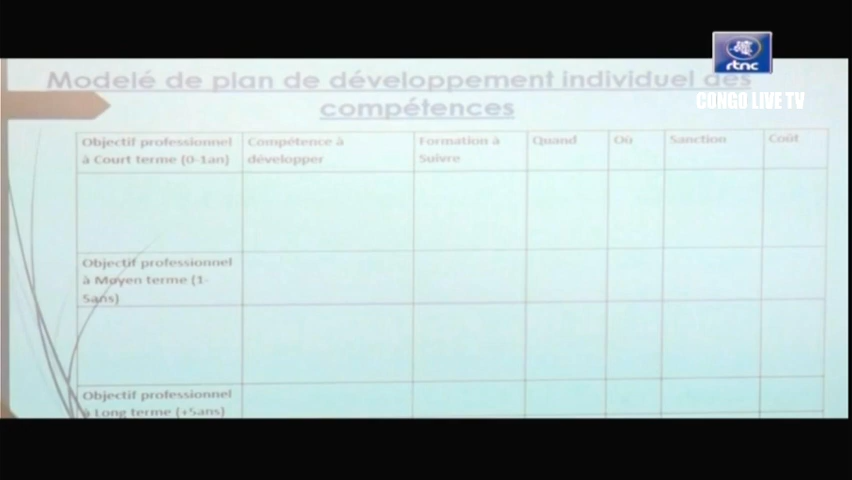 rtnc
CONGO LIVE TV
Modelé de plan de développement individuel des
compétences
Objectif professionnel
à Court terme (0-1an)
Compétence à
développer
Formation à
Suivre
Quand
Où
Sanction
Coût
Objectif professionnel
à Moyen terme (1-
5ans)
Objectif professionnel
à Long terme (+5ans)